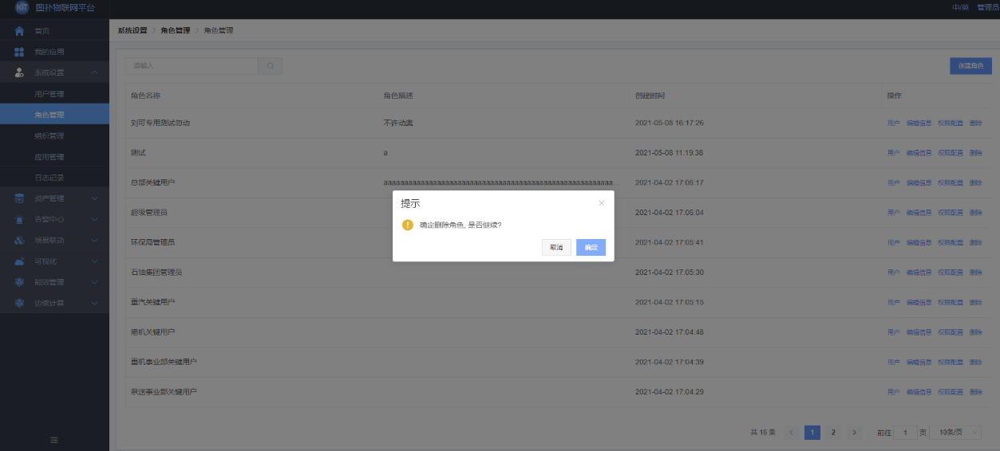 IOT 图扑物联网平台
中/英 管理员
首页
我的应用
系统设置
用户管理
角色管理
组织管理
应用管理
日志记录
资产管理
告警中心
场景联动
可视化
能效管理
边缘计算
系统设置 > 角色管理 > 角色管理
请输入
创建角色
角色名称 角色描述 创建时间 操作
刘可专用测试勿动 不许动奥 2021-05-08 16:17:26 用户 编辑信息 权限配置 删除
测试 a 2021-05-08 11:19:38 用户 编辑信息 权限配置 删除
总部关键用户 aaaaaaaaaaaaaaaaaaaaaaaaaaaaaaaaaaaaaaaaaaaaaaaaaaaaaaaa... 2021-04-02 17:06:17 用户 编辑信息 权限配置 删除
超级管理员 2021-04-02 17:06:04 用户 编辑信息 权限配置 删除
环保局管理员 2021-04-02 17:05:41 用户 编辑信息 权限配置 删除
石油集团管理员 2021-04-02 17:05:30 用户 编辑信息 权限配置 删除
重汽关键用户 2021-04-02 17:05:15 用户 编辑信息 权限配置 删除
港机关键用户 2021-04-02 17:04:48 用户 编辑信息 权限配置 删除
重机事业部关键用户 2021-04-02 17:04:39 用户 编辑信息 权限配置 删除
泵送事业部关键用户 2021-04-02 17:04:29 用户 编辑信息 权限配置 删除
提示
确定删除角色, 是否继续?
取消 确定
共 16 条 1 2 前往 1 页 10条/页